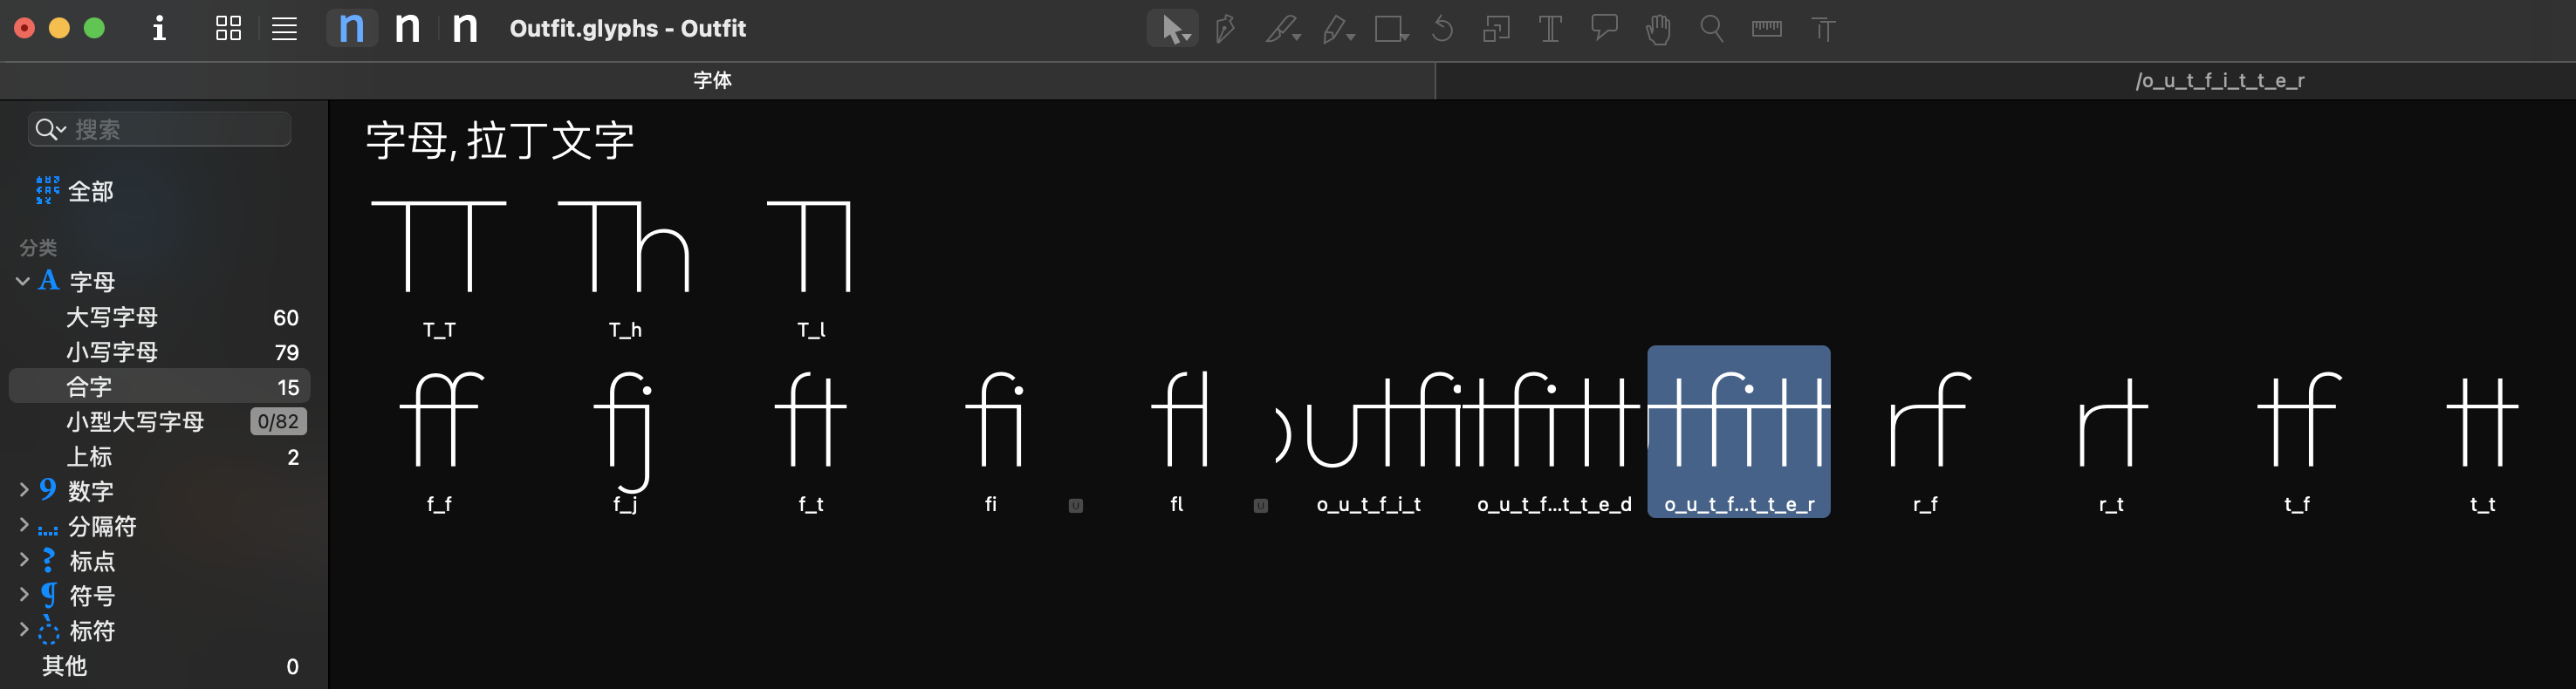 Outfit.glyphs - Outfit
字体
/o_u_t_f_i_t_t_e_r
搜索
全部
分类
字母
大写字母 60
小写字母 79
合字 15
小型大写字母 0/82
上标 2
数字
分隔符
标点
符号
标符
其他 0
字母, 拉丁文字
TT Th Tl
T_T T_h T_l
ff fj ft fi fl outfi tfitt tfitt rf rt tf tt
f_f f_j f_t fi fl o_u_t_f_i_t o_u_t_f...t_t_e_d o_u_t_f...t_t_e_r r_f r_t t_f t_t